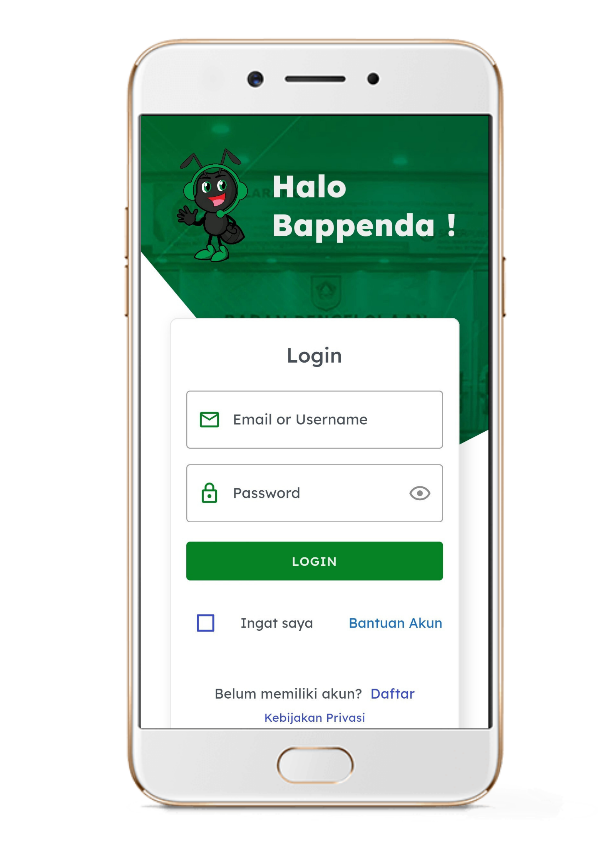 Halo
Bappenda !
Login
Email or Username
Password
LOGIN
Ingat saya
Bantuan Akun
Belum memiliki akun? Daftar
Kebijakan Privasi